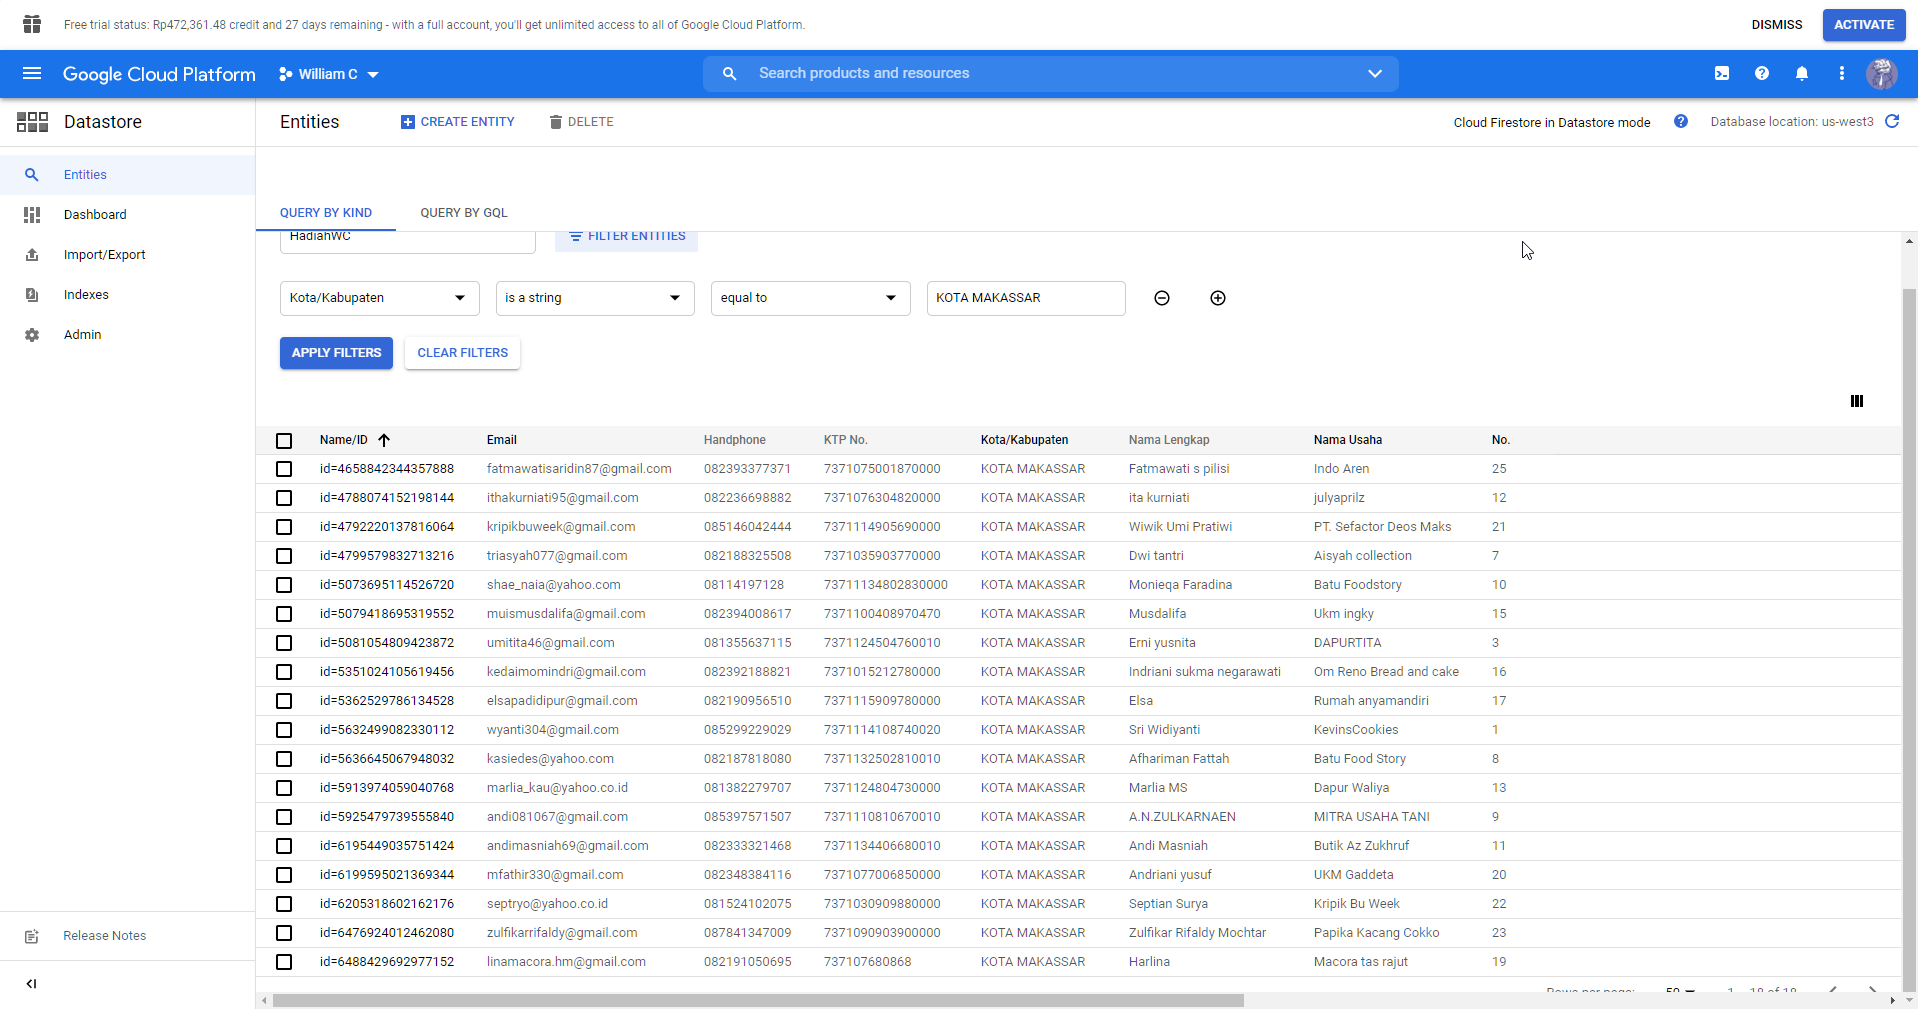 Free trial status: Rp472,361.48 credit and 27 days remaining - with a full account, you'll get unlimited access to all of Google Cloud Platform. DISMISS ACTIVATE
Google Cloud Platform William C Search products and resources
Datastore Entities CREATE ENTITY DELETE Cloud Firestore in Datastore mode Database location: us-west3
Entities
Dashboard
Import/Export
Indexes
Admin
Release Notes
QUERY BY KIND QUERY BY GQL
HadiahWC FILTER ENTITIES
Kota/Kabupaten is a string equal to KOTA MAKASSAR
APPLY FILTERS CLEAR FILTERS
Name/ID Email Handphone KTP No. Kota/Kabupaten Nama Lengkap Nama Usaha No.
id=4658842344357888 fatmawatisaridin87@gmail.com 082393377371 7371075001870000 KOTA MAKASSAR Fatmawati s pilisi Indo Aren 25
id=4788074152198144 ithakurniati95@gmail.com 082236698882 7371076304820000 KOTA MAKASSAR ita kurniati julyaprilz 12
id=4792220137816064 kripikbuweek@gmail.com 085146042444 7371114905690000 KOTA MAKASSAR Wiwik Umi Pratiwi PT. Sefactor Deos Maks 21
id=4799579832713216 triasyah077@gmail.com 082188325508 7371035903770000 KOTA MAKASSAR Dwi tantri Aisyah collection 7
id=5073695114526720 shae_naia@yahoo.com 08114197128 73711134802830000 KOTA MAKASSAR Monieqa Faradina Batu Foodstory 10
id=5079418695319552 muismusdalifa@gmail.com 082394008617 7371100408970470 KOTA MAKASSAR Musdalifa Ukm ingky 15
id=5081054809423872 umitita46@gmail.com 081355637115 7371124504760010 KOTA MAKASSAR Erni yusnita DAPURTITA 3
id=5351024105619456 kedaimomindri@gmail.com 082392188821 7371015212780000 KOTA MAKASSAR Indriani sukma negarawati Om Reno Bread and cake 16
id=5362529786134528 elsapadidipur@gmail.com 082190956510 7371115909780000 KOTA MAKASSAR Elsa Rumah anyamandiri 17
id=5632499082330112 wyanti304@gmail.com 085299229029 7371114108740020 KOTA MAKASSAR Sri Widiyanti KevinsCookies 1
id=5636645067948032 kasiedes@yahoo.com 082187818080 7371132502810010 KOTA MAKASSAR Afhariman Fattah Batu Food Story 8
id=5913974059040768 marlia_kau@yahoo.co.id 081382279707 7371124804730000 KOTA MAKASSAR Marlia MS Dapur Waliya 13
id=5925479739555840 andi081067@gmail.com 085397571507 7371110810670010 KOTA MAKASSAR A.N.ZULKARNAEN MITRA USAHA TANI 9
id=6195449035751424 andimasniah69@gmail.com 082333321468 7371134406680010 KOTA MAKASSAR Andi Masniah Butik Az Zukhruf 11
id=6199595021369344 mfathir330@gmail.com 082348384116 7371077006850000 KOTA MAKASSAR Andriani yusuf UKM Gaddeta 20
id=6205318602162176 septryo@yahoo.co.id 081524102075 7371030909880000 KOTA MAKASSAR Septian Surya Kripik Bu Week 22
id=6476924012462080 zulfikarrifaldy@gmail.com 087841347009 7371090903900000 KOTA MAKASSAR Zulfikar Rifaldy Mochtar Papika Kacang Cokko 23
id=6488429692977152 linamacora.hm@gmail.com 082191050695 737107680868 KOTA MAKASSAR Harlina Macora tas rajut 19
Rows per page: 50 1 – 18 of 18